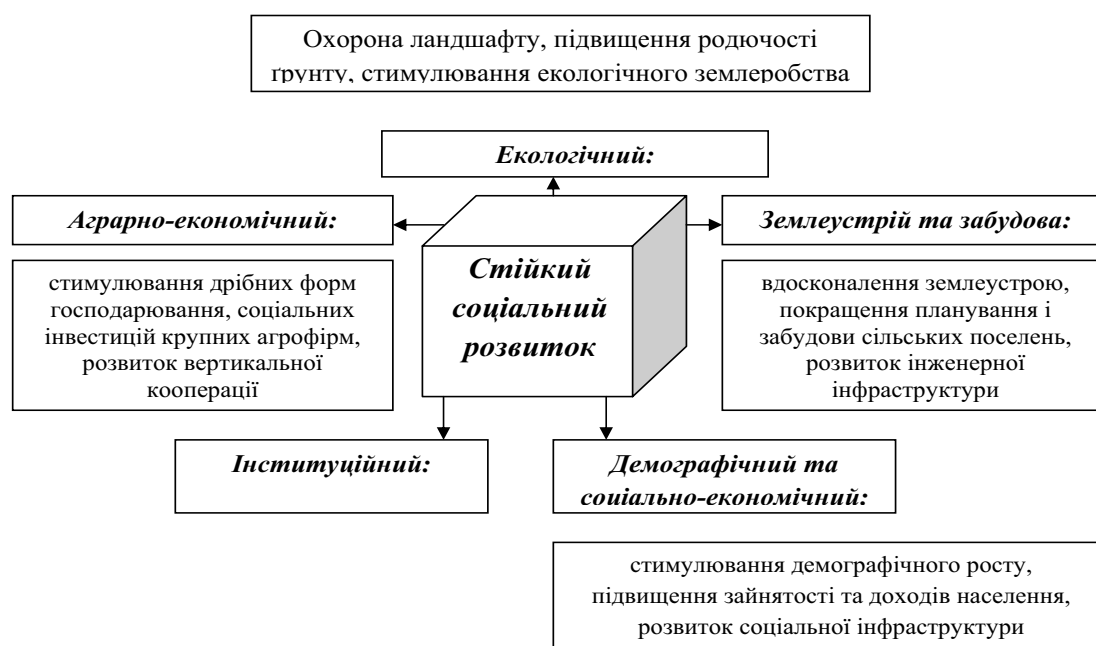 Охорона ландшафту, підвищення родючості
ґрунту, стимулювання екологічного землеробства
Екологічний:
Аграрно-економічний:
Землеустрій та забудова:
стимулювання дрібних форм
господарювання, соціальних
інвестицій крупних агрофірм,
розвиток вертикальної
кооперації
Стійкий
соціальний
розвиток
вдосконалення землеустрою,
покращення планування і
забудови сільських поселень,
розвиток інженерної
інфраструктури
Інституційний:
Демографічний та
соціально-економічний:
стимулювання демографічного росту,
підвищення зайнятості та доходів населення,
розвиток соціальної інфраструктури